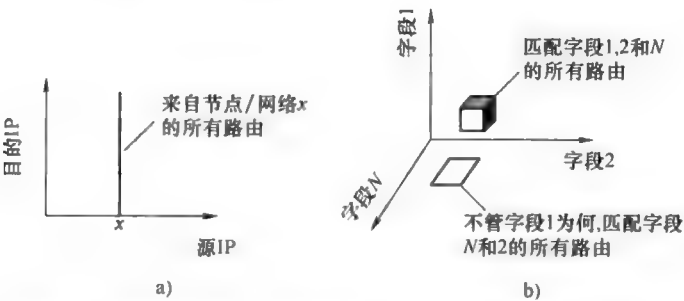 目的IP
来自节点/网络x
的所有路由
x
源IP
a)
字段1
匹配字段1,2和N
的所有路由
字段2
字段N
不管字段1为何,匹配字段
N和2的所有路由
b)